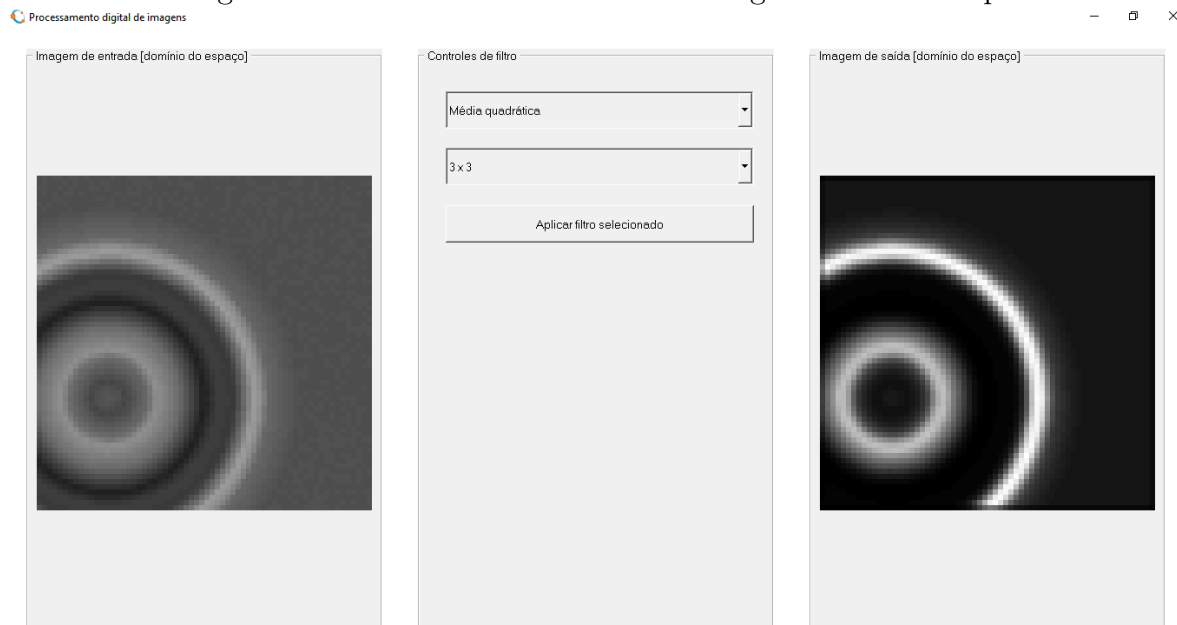 Processamento digital de imagens
Imagem de entrada [domínio do espaço]
Controles de filtro
Média quadrática
3 x 3
Aplicar filtro selecionado
Imagem de saída [domínio do espaço]